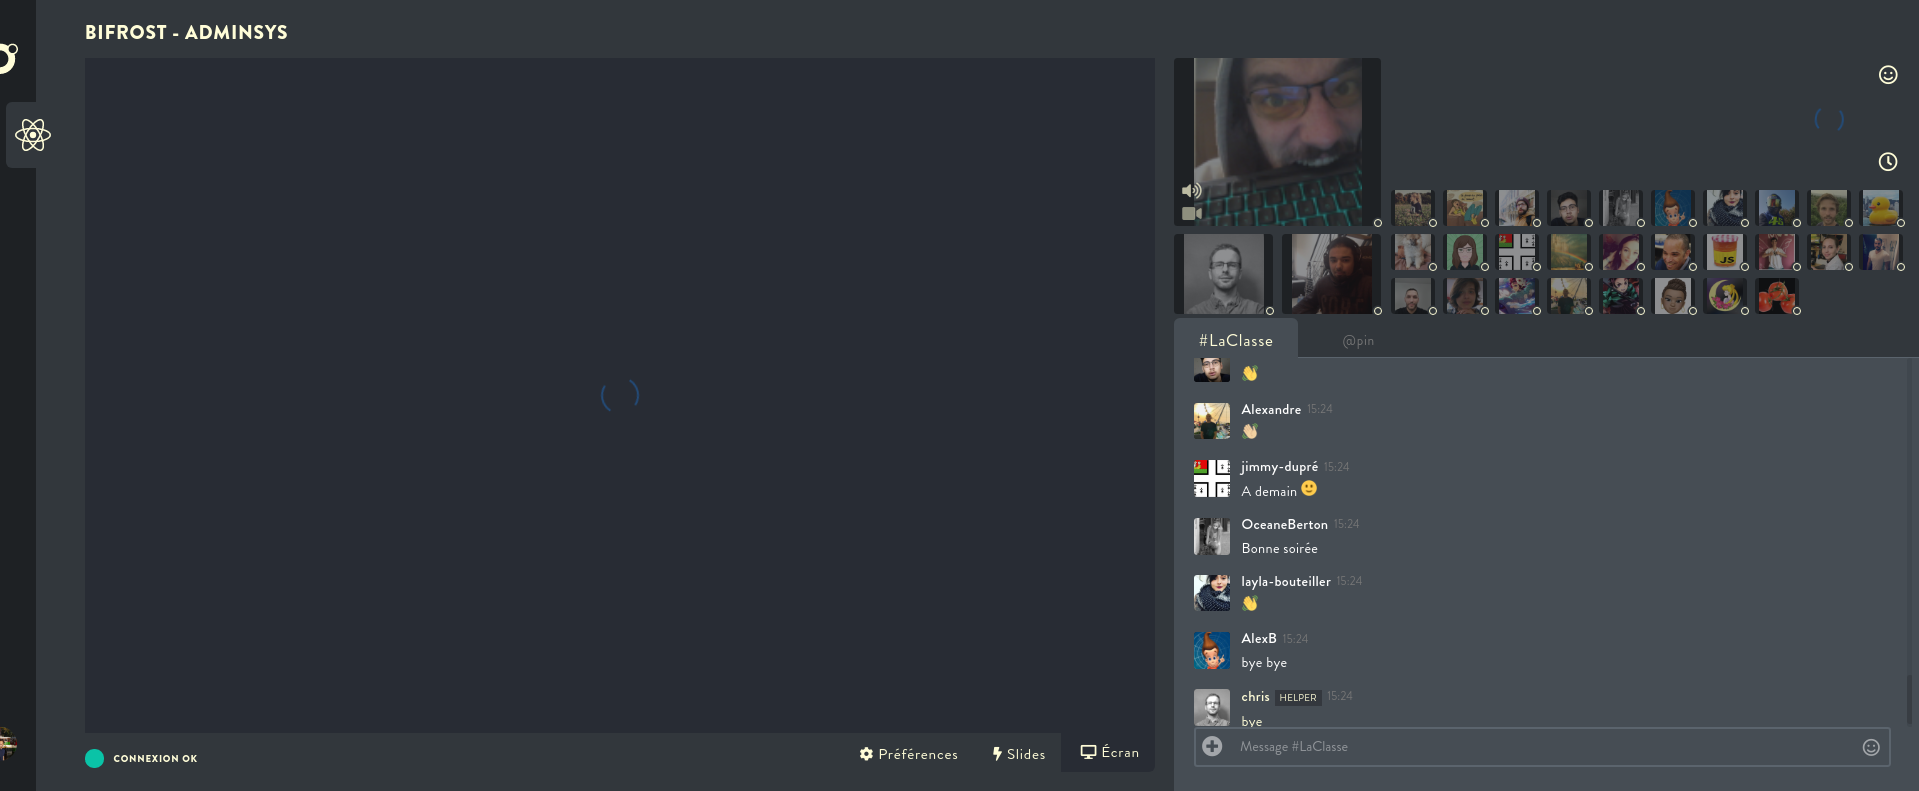 BIFROST - ADMINSYS
JS
#LaClasse
@pin
Alexandre 15:24
jimmy-dupré 15:24
A demain
OceaneBerton 15:24
Bonne soirée
layla-bouteiller 15:24
AlexB 15:24
bye bye
chris HELPER 15:24
bye
Message #LaClasse
CONNEXION OK
Préférences
Slides
Écran